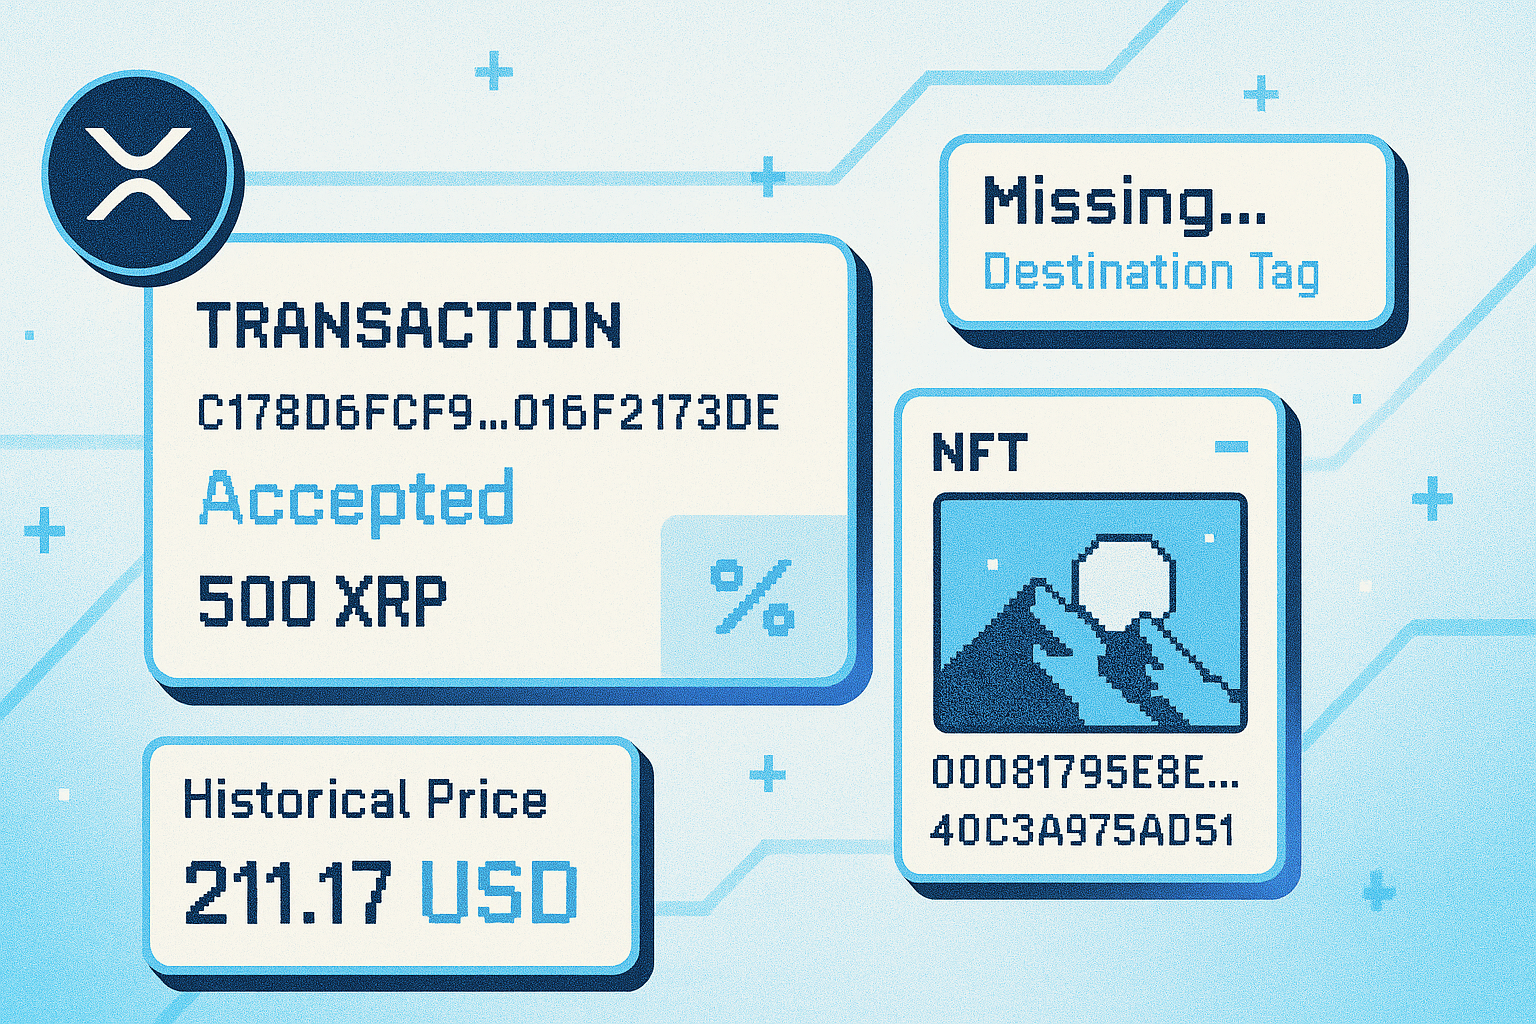 TRANSACTION
C178D6FCF9...016F2173DE
Accepted
500 XRP
%
Missing...
Destination Tag
NFT
00081795E8E...
40C3A975AD51
Historical Price
211.17 USD